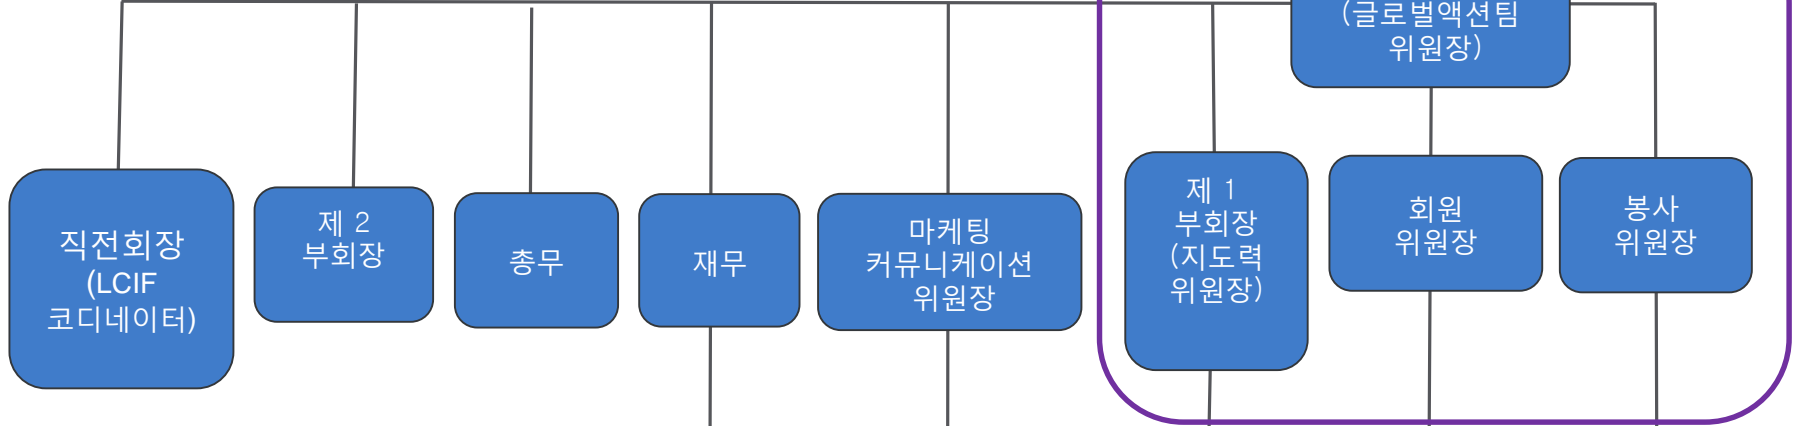 (글로벌액션팀
위원장)
직전회장
(LCIF
코디네이터)
제 2
부회장
총무
재무
마케팅
커뮤니케이션
위원장
제 1
부회장
(지도력
위원장)
회원
위원장
봉사
위원장